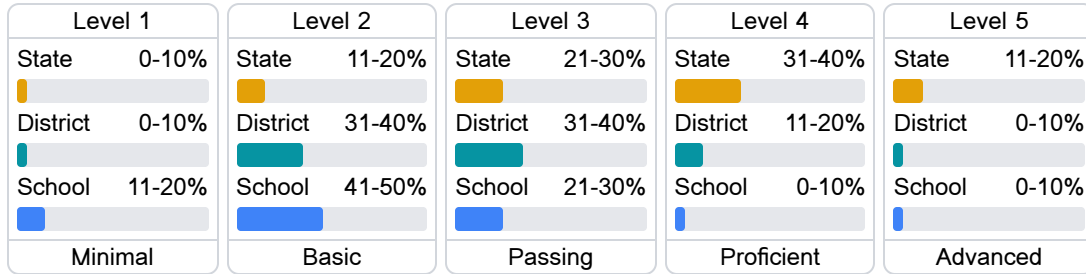 Level 1
State 0-10%
District 0-10%
School 11-20%
Minimal
Level 2
State 11-20%
District 31-40%
School 41-50%
Basic
Level 3
State 21-30%
District 31-40%
School 21-30%
Passing
Level 4
State 31-40%
District 11-20%
School 0-10%
Proficient
Level 5
State 11-20%
District 0-10%
School 0-10%
Advanced